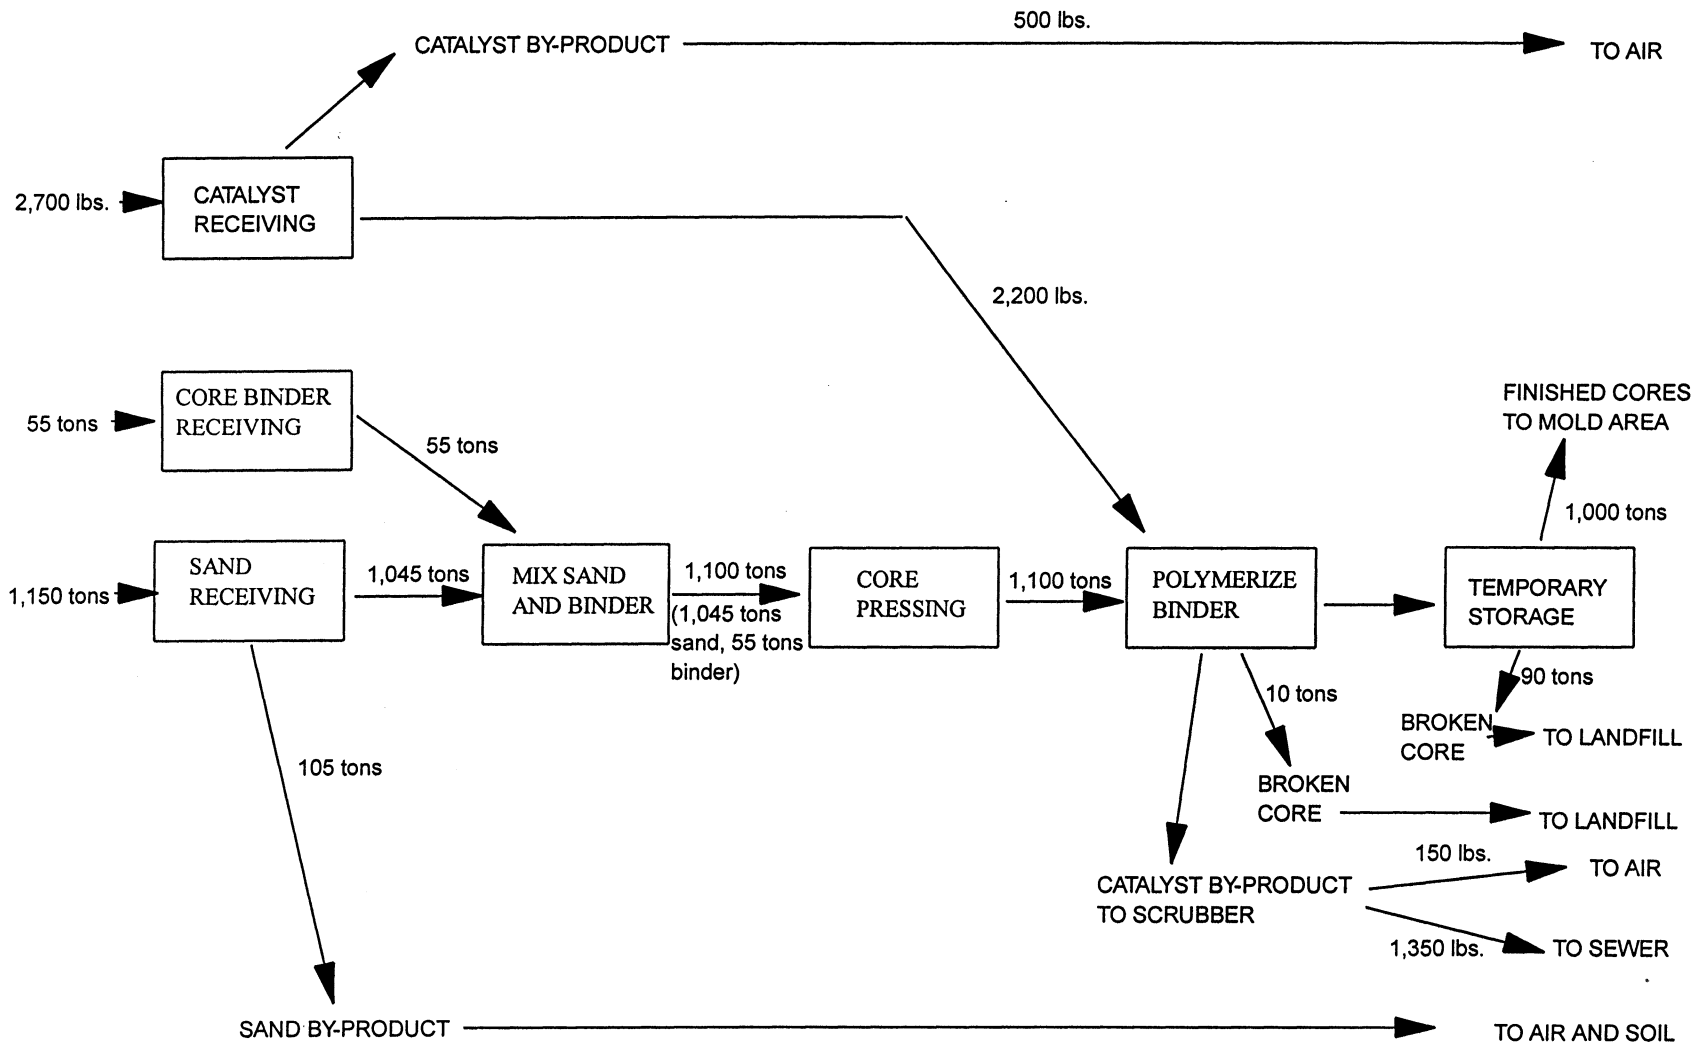 500 lbs.
CATALYST BY-PRODUCT
TO AIR
2,700 lbs.
CATALYST
RECEIVING
2,200 lbs.
55 tons
CORE BINDER
RECEIVING
55 tons
FINISHED CORES
TO MOLD AREA
1,000 tons
1,150 tons
SAND
RECEIVING
1,045 tons
MIX SAND
AND BINDER
1,100 tons
(1,045 tons
sand, 55 tons
binder)
CORE
PRESSING
1,100 tons
POLYMERIZE
BINDER
TEMPORARY
STORAGE
90 tons
BROKEN
CORE
TO LANDFILL
10 tons
BROKEN
CORE
TO LANDFILL
105 tons
CATALYST BY-PRODUCT
TO SCRUBBER
150 lbs.
TO AIR
1,350 lbs.
TO SEWER
SAND BY-PRODUCT
TO AIR AND SOIL